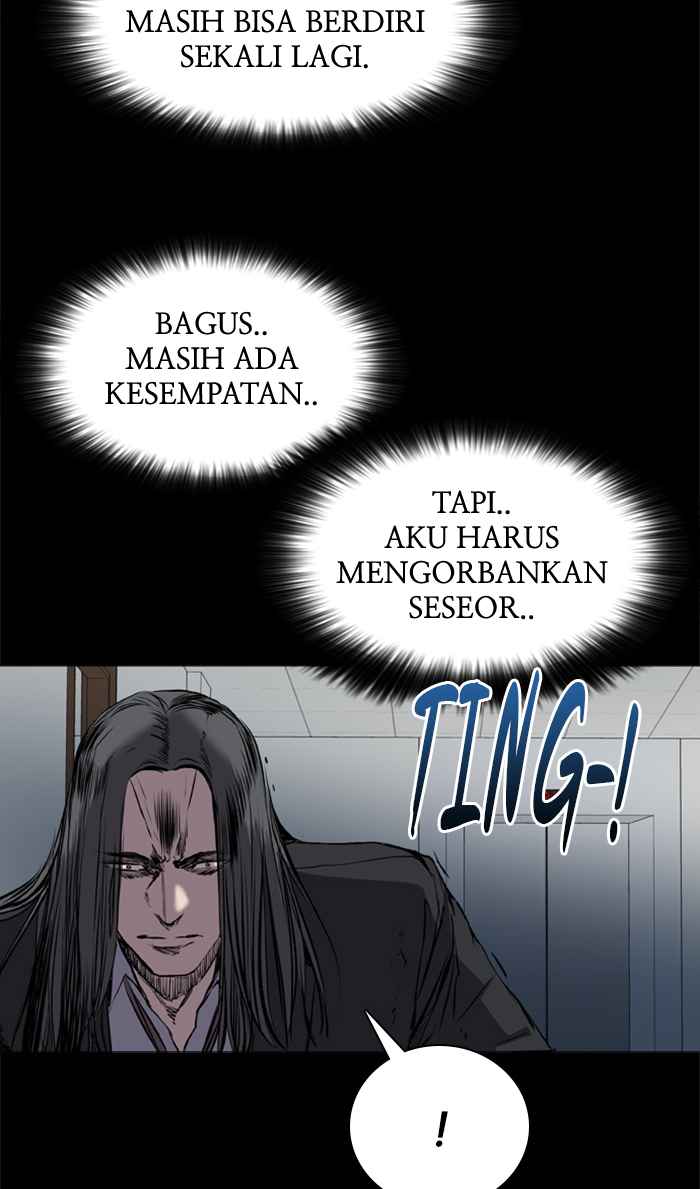 MASIH BISA BERDIRI
SEKALI LAGI.
BAGUS..
MASIH ADA
KESEMPATAN..
TAPI..
AKU HARUS
MENGORBANKAN
SESEOR..
TING-!
!